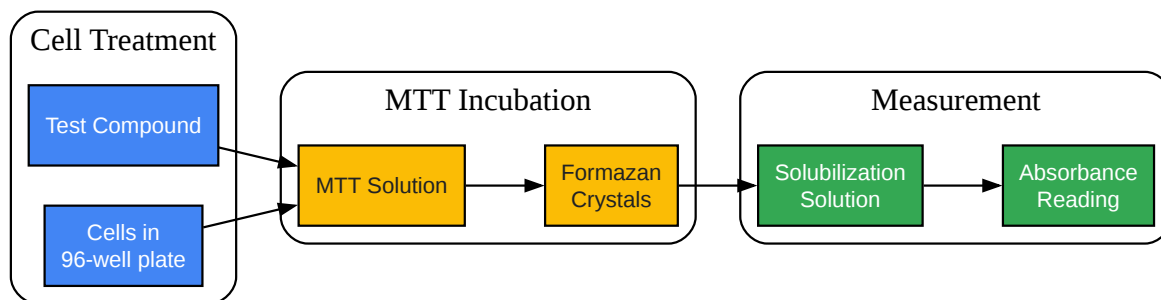 Cell Treatment
Test Compound
Cells in
96-well plate
MTT Incubation
MTT Solution
Formazan
Crystals
Measurement
Solubilization
Solution
Absorbance
Reading